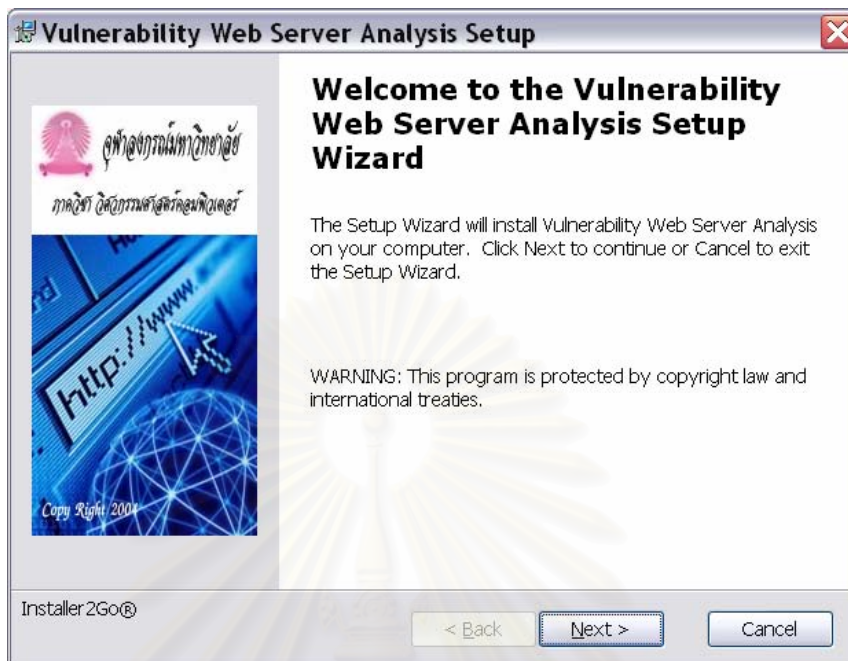 Vulnerability Web Server Analysis Setup
จุฬาลงกรณ์มหาวิทยาลัย
ภาควิชา วิศวกรรมศาสตร์คอมพิวเตอร์
http://www.
Copy Right 2004
Welcome to the Vulnerability
Web Server Analysis Setup
Wizard
The Setup Wizard will install Vulnerability Web Server Analysis
on your computer. Click Next to continue or Cancel to exit
the Setup Wizard.
WARNING: This program is protected by copyright law and
international treaties.
Installer2Go®
< Back
Next >
Cancel